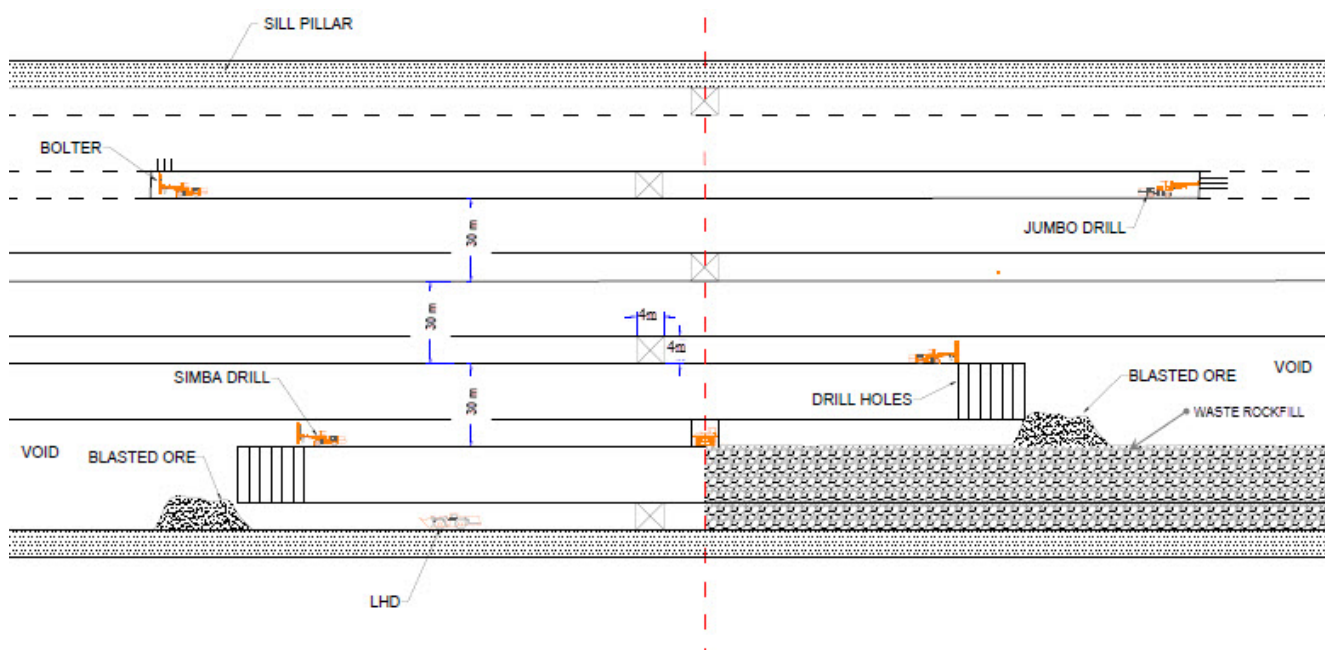 SILL PILLAR
BOLTER
JUMBO DRILL
30 m
30 m
4m
4m
SIMBA DRILL
30 m
DRILL HOLES
BLASTED ORE
VOID
WASTE ROCKFILL
VOID
BLASTED ORE
LHD